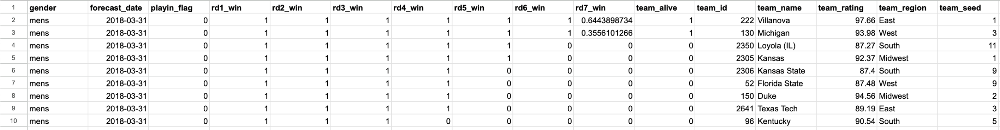 1 gender forecast_date playin_flag rd1_win rd2_win rd3_win rd4_win rd5_win rd6_win rd7_win team_alive team_id team_name team_rating team_region team_seed
2 mens 2018-03-31 0 1 1 1 1 1 1 0.6443898734 1 222 Villanova 97.66 East 1
3 mens 2018-03-31 0 1 1 1 1 1 1 0.3556101266 1 130 Michigan 93.98 West 3
4 mens 2018-03-31 0 1 1 1 1 1 0 0 0 2350 Loyola (IL) 87.27 South 11
5 mens 2018-03-31 0 1 1 1 1 1 0 0 0 2305 Kansas 92.37 Midwest 1
6 mens 2018-03-31 0 1 1 1 1 0 0 0 0 2306 Kansas State 87.4 South 9
7 mens 2018-03-31 0 1 1 1 1 0 0 0 0 52 Florida State 87.48 West 9
8 mens 2018-03-31 0 1 1 1 1 0 0 0 0 150 Duke 94.56 Midwest 2
9 mens 2018-03-31 0 1 1 1 1 0 0 0 0 2641 Texas Tech 89.19 East 3
10 mens 2018-03-31 0 1 1 1 0 0 0 0 0 96 Kentucky 90.54 South 5